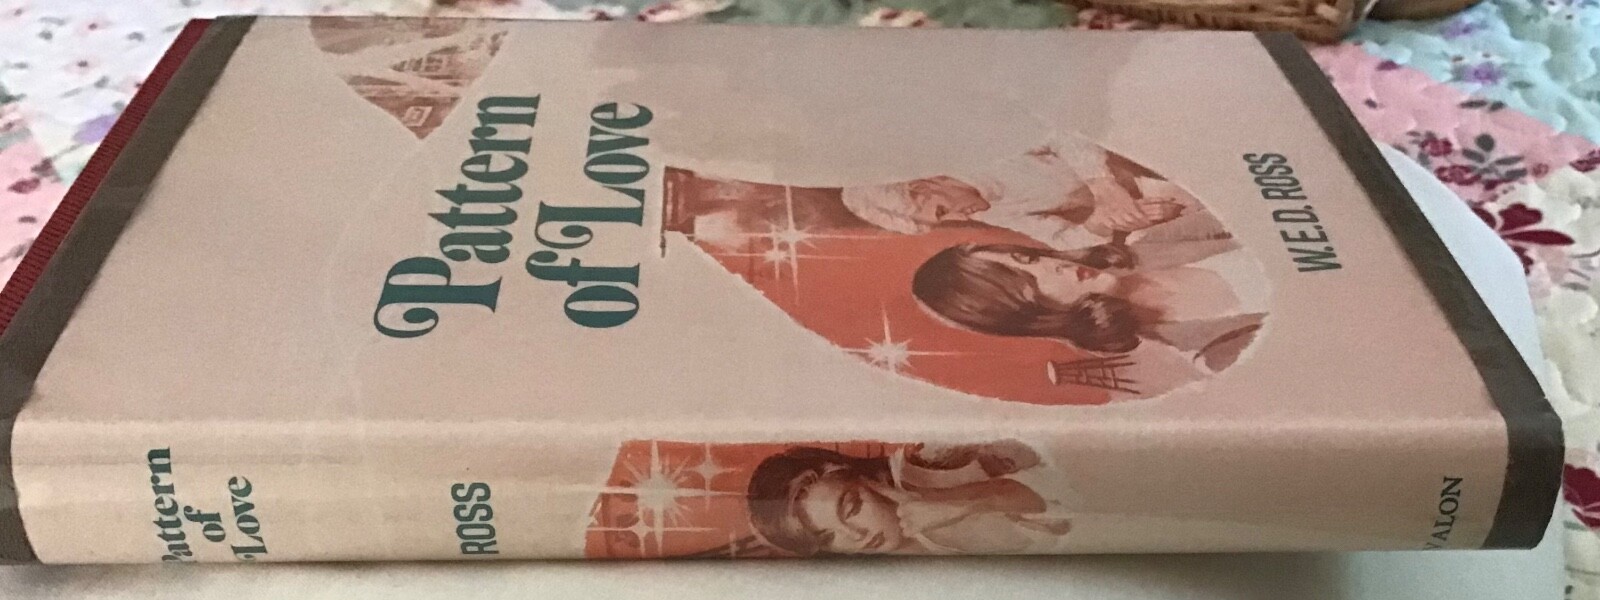 Pattern
of Love
W.E.D. ROSS
Pattern
of
Love
ROSS
AVALON